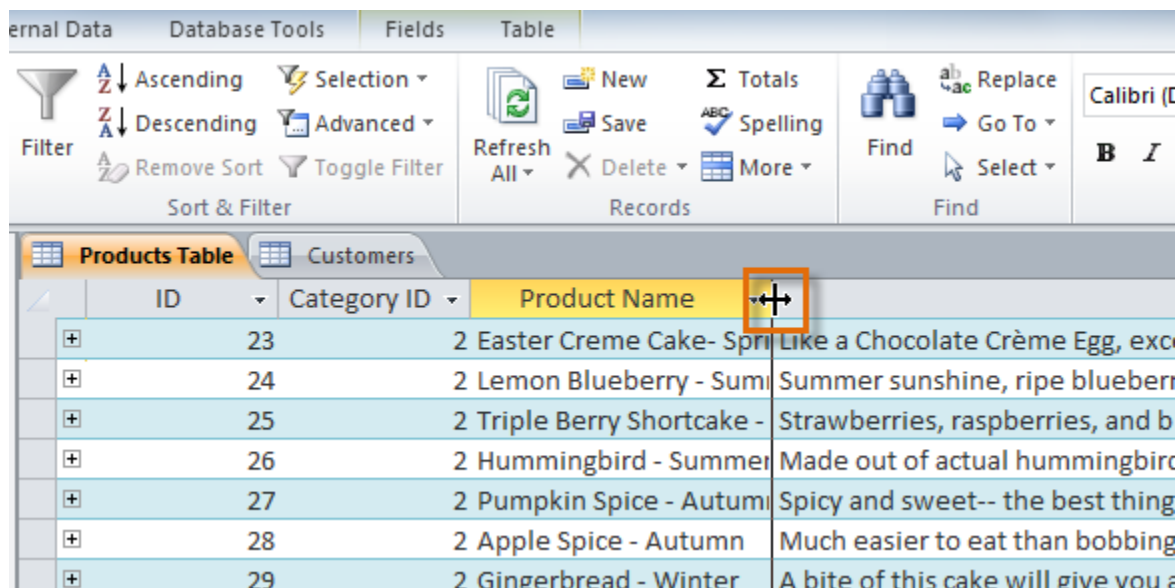 ernal Data Database Tools Fields Table
Ascending Selection New Σ Totals Replace
Calibri (D
Descending Advanced Save Spelling Go To
Filter Refresh All Find B I
Remove Sort Toggle Filter Delete More Select
Sort & Filter Records Find
Products Table Customers
ID Category ID Product Name
23 2 Easter Creme Cake- Spri Like a Chocolate Crème Egg, exce
24 2 Lemon Blueberry - Sum Summer sunshine, ripe blueberr
25 2 Triple Berry Shortcake - Strawberries, raspberries, and b
26 2 Hummingbird - Summer Made out of actual hummingbird
27 2 Pumpkin Spice - Autum Spicy and sweet-- the best thing
28 2 Apple Spice - Autumn Much easier to eat than bobbing
29 2 Gingerbread - Winter A bite of this cake will give you a